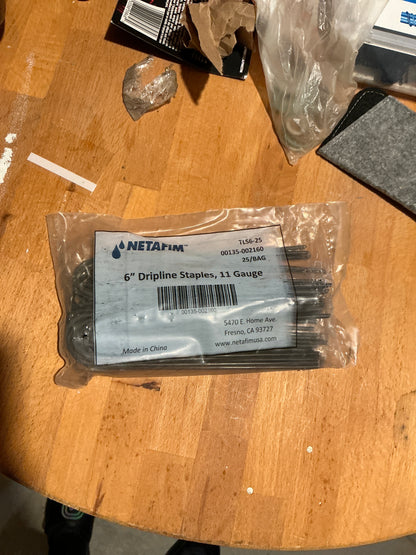 NETAFIM™
TLS6-25
00135-002160
25/BAG
6” Dripline Staples, 11 Gauge
00135-002160
5470 E. Home Ave.
Fresno, CA 93727
www.netafimusa.com
Made in China